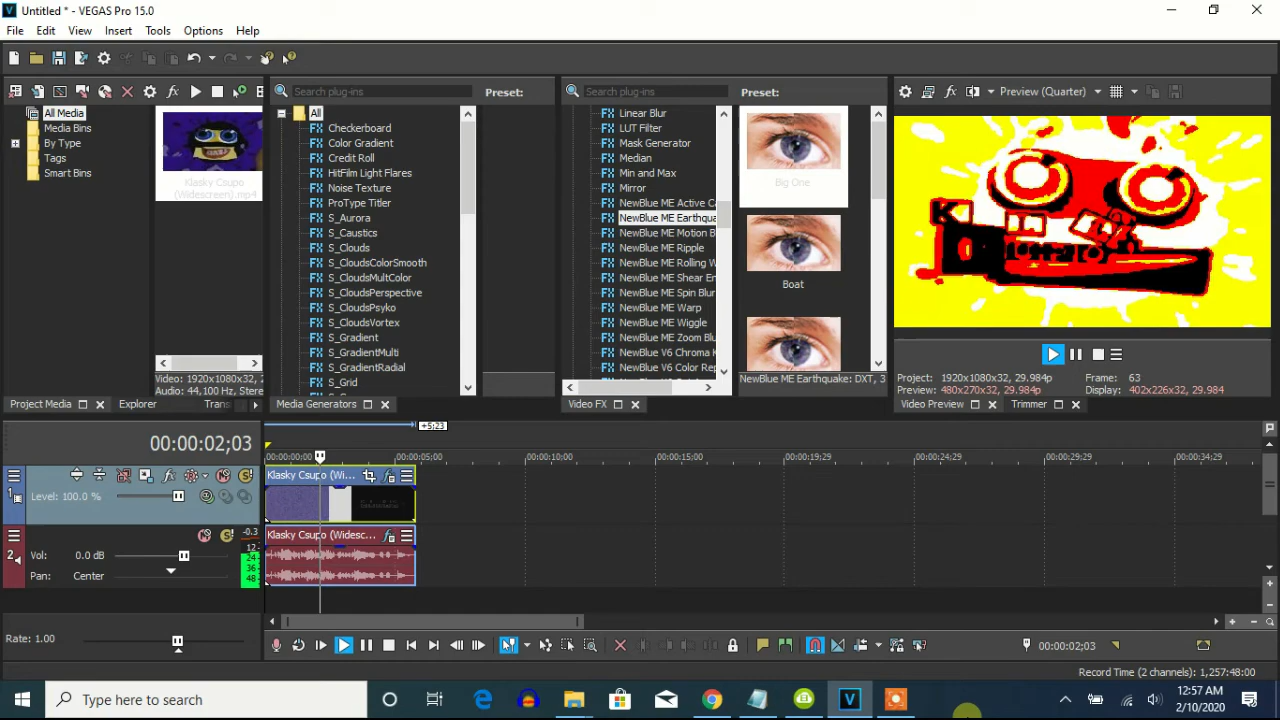 Untitled * - VEGAS Pro 15.0
File Edit View Insert Tools Options Help
Search plug-ins
Preset:
Search plug-ins
Preset:
Preview (Quarter)
All Media
Media Bins
By Type
Tags
Smart Bins
Klasky Csupo
(Widescreen).mp4
Video: 1920x1080x32, 2
Audio: 44,100 Hz, Stere
All
Checkerboard
Color Gradient
Credit Roll
HitFilm Light Flares
Noise Texture
ProType Titler
S_Aurora
S_Caustics
S_Clouds
S_CloudsColorSmooth
S_CloudsMultColor
S_CloudsPerspective
S_CloudsPsyko
S_CloudsVortex
S_Gradient
S_GradientMulti
S_GradientRadial
S_Grid
Linear Blur
LUT Filter
Mask Generator
Median
Min and Max
Mirror
NewBlue ME Active C
NewBlue ME Earthqua
NewBlue ME Motion B
NewBlue ME Ripple
NewBlue ME Rolling W
NewBlue ME Shear En
NewBlue ME Spin Blur
NewBlue ME Warp
NewBlue ME Wiggle
NewBlue ME Zoom Blu
NewBlue V6 Chroma K
NewBlue V6 Color Rep
Big One
Boat
NewBlue ME Earthquake: DXT, 3
Project: 1920x1080x32, 29.984p Frame: 63
Preview: 480x270x32, 29.984p Display: 402x226x32, 29.984
Project Media Explorer Trans Media Generators Video FX Video Preview Trimmer
+5;23
00:00:02;03
00:00:00;00 00:00:05;00 00:00:10;00 00:00:15;00 00:00:19;29 00:00:24;29 00:00:29;29 00:00:34;29
1
Level: 100.0 %
Klasky Csupo (Wi...
2
Vol: 0.0 dB
Pan: Center
-0.3
12
24
36
48
Klasky Csupo (Widesc...
Rate: 1.00
00:00:02;03
Record Time (2 channels): 1,257:48:00
Type here to search
12:57 AM
2/10/2020